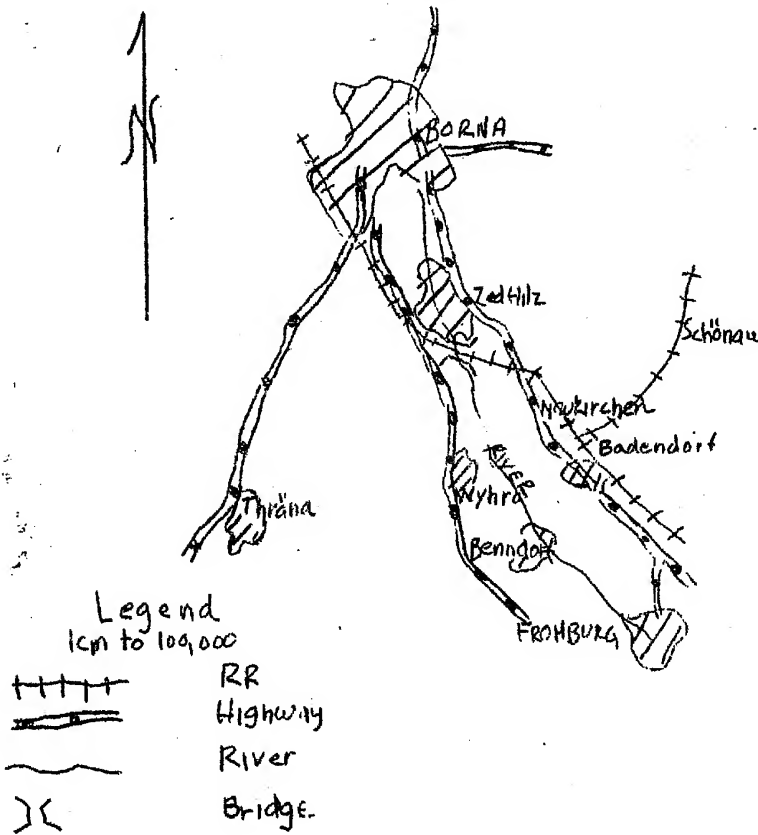 N
BORNA
Zedtlitz
Schönau
Neukirchen
Badendorf
RIVER
Thräna
Wyhra
Benndorf
FROHBURG
Legend
1cm to 100,000
RR
Highway
River
Bridge.